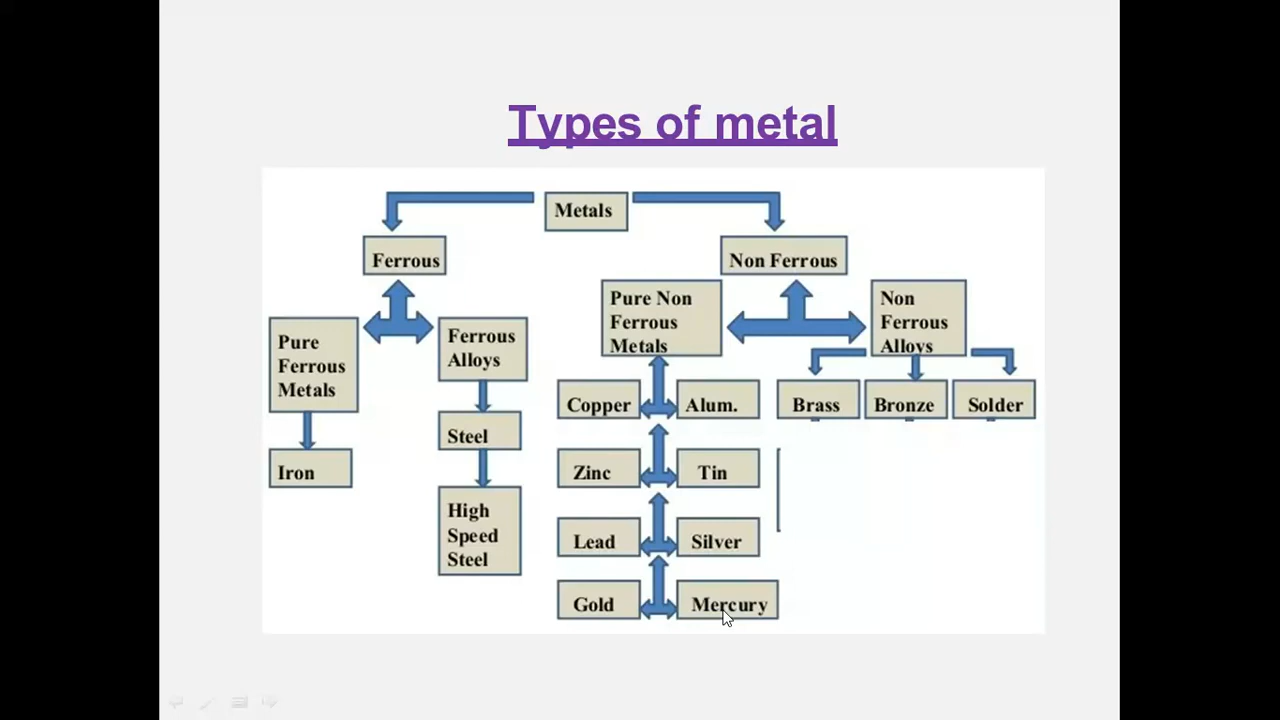 Types of metal
Metals
Ferrous
Non Ferrous
Pure
Ferrous
Metals
Ferrous
Alloys
Pure Non
Ferrous
Metals
Non
Ferrous
Alloys
Iron
Steel
High
Speed
Steel
Copper
Alum.
Zinc
Tin
Lead
Silver
Gold
Mercury
Brass
Bronze
Solder